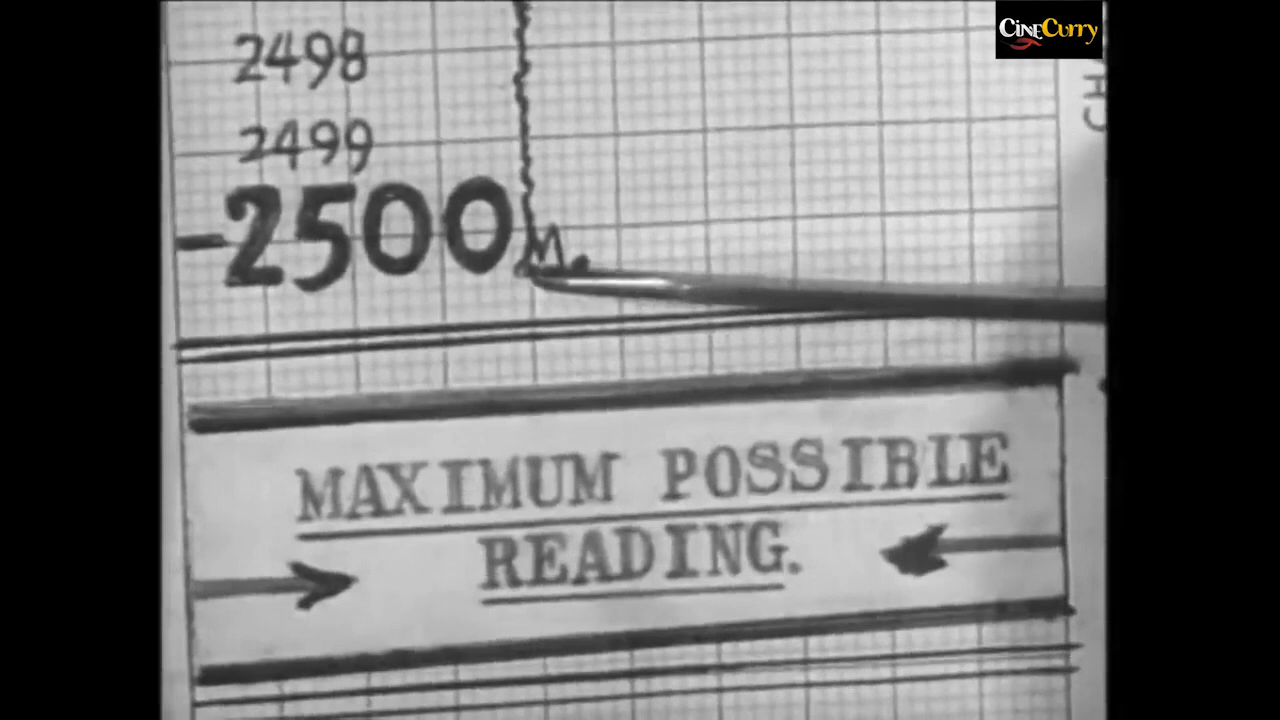 CINECURRY
2498
2499
-2500 M.
MAXIMUM POSSIBLE
READING.